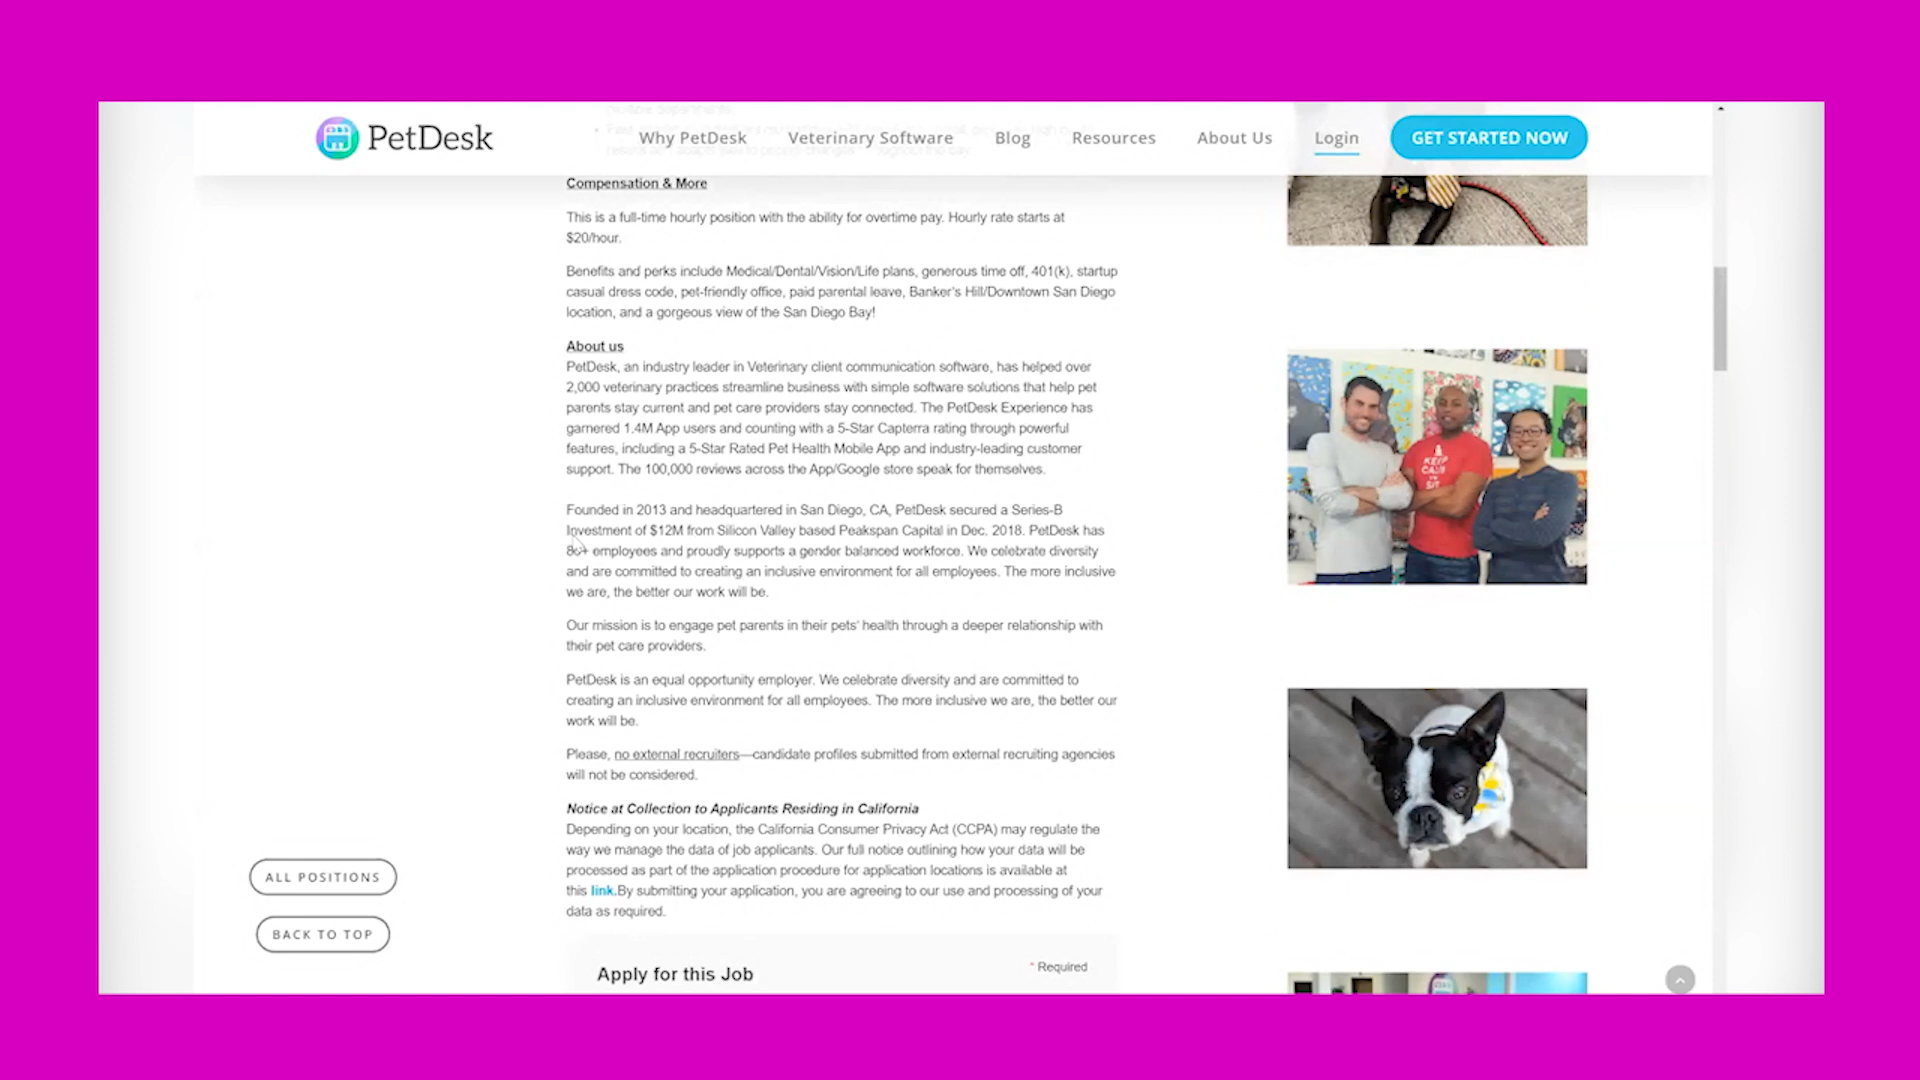 PetDesk
Why PetDesk
Veterinary Software
Blog
Resources
About Us
Login
GET STARTED NOW
Compensation & More
This is a full-time hourly position with the ability for overtime pay. Hourly rate starts at
$20/hour.
Benefits and perks include Medical/Dental/Vision/Life plans, generous time off, 401(k), startup
casual dress code, pet-friendly office, paid parental leave, Banker's Hill/Downtown San Diego
location, and a gorgeous view of the San Diego Bay!
About us
PetDesk, an industry leader in Veterinary client communication software, has helped over
2,000 veterinary practices streamline business with simple software solutions that help pet
parents stay current and pet care providers stay connected. The PetDesk Experience has
garnered 1.4M App users and counting with a 5-Star Capterra rating through powerful
features, including a 5-Star Rated Pet Health Mobile App and industry-leading customer
support. The 100,000 reviews across the App/Google store speak for themselves.
Founded in 2013 and headquartered in San Diego, CA, PetDesk secured a Series-B
Investment of $12M from Silicon Valley based Peakspan Capital in Dec. 2018. PetDesk has
employees and proudly supports a gender balanced workforce. We celebrate diversity
and are committed to creating an inclusive environment for all employees. The more inclusive
we are, the better our work will be.
Our mission is to engage pet parents in their pets' health through a deeper relationship with
their pet care providers.
PetDesk is an equal opportunity employer. We celebrate diversity and are committed to
creating an inclusive environment for all employees. The more inclusive we are, the better our
work will be.
Please, no external recruiters—candidate profiles submitted from external recruiting agencies
will not be considered.
Notice at Collection to Applicants Residing in California
Depending on your location, the California Consumer Privacy Act (CCPA) may regulate the
way we manage the data of job applicants. Our full notice outlining how your data will be
processed as part of the application procedure for application locations is available at
this link.By submitting your application, you are agreeing to our use and processing of your
data as required.
Apply for this Job
* Required
ALL POSITIONS
BACK TO TOP
KEEP
CALM
SIT